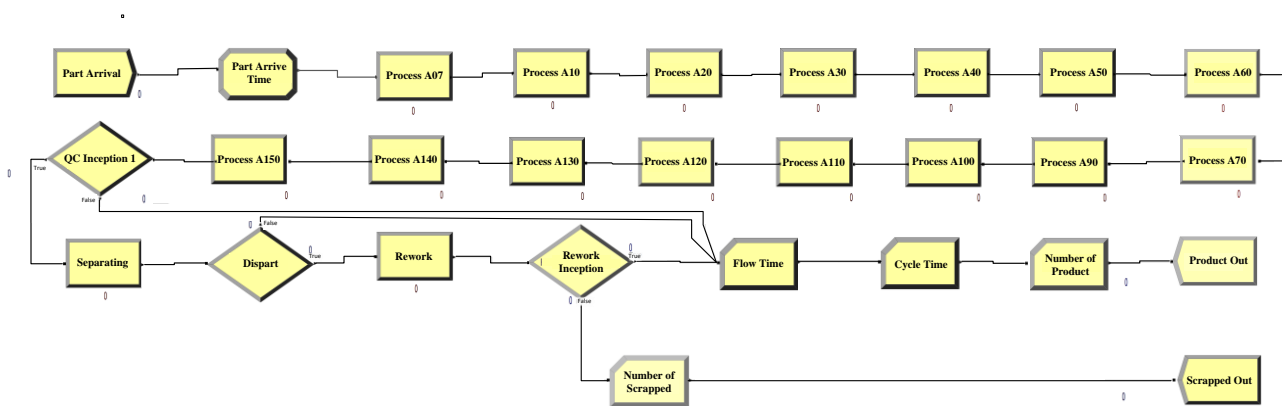 Part Arrival
Part Arrive
Time
Process A07
Process A10
Process A20
Process A30
Process A40
Process A50
Process A60
0
0
0
0
0
0
0
0
0
QC Inception 1
Process A150
Process A140
Process A130
Process A120
Process A110
Process A100
Process A90
Process A70
True
0
False
0
0
0
0
0
0
0
0
0
Separating
0
False
Dispart
0
True
Rework
Rework
Inception
0
True
Flow Time
Cycle Time
Number of
Product
Product Out
0
0
0
0
False
Number of
Scrapped
Scrapped Out
0